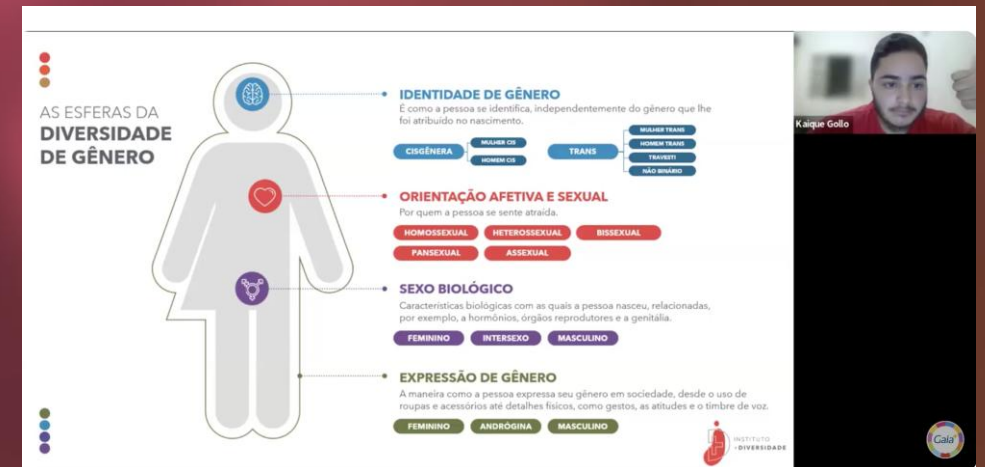 AS ESFERAS DA
DIVERSIDADE
DE GÊNERO
IDENTIDADE DE GÊNERO
É como a pessoa se identifica, independentemente do gênero que lhe
foi atribuído no nascimento.
CISGÊNERA
MULHER CIS
HOMEM CIS
TRANS
MULHER TRANS
HOMEM TRANS
TRAVESTI
NÃO BINÁRIO
ORIENTAÇÃO AFETIVA E SEXUAL
Por quem a pessoa se sente atraída.
HOMOSSEXUAL HETEROSSEXUAL BISSEXUAL
PANSEXUAL ASSEXUAL
SEXO BIOLÓGICO
Características biológicas com as quais a pessoa nasceu, relacionadas,
por exemplo, a hormônios, órgãos reprodutores e a genitália.
FEMININO INTERSEXO MASCULINO
EXPRESSÃO DE GÊNERO
A maneira como a pessoa expressa seu gênero em sociedade, desde o uso de
roupas e acessórios até detalhes físicos, como gestos, as atitudes e o timbre de voz.
FEMININO ANDRÓGINA MASCULINO
INSTITUTO
+DIVERSIDADE
Kaique Gollo
Gaia